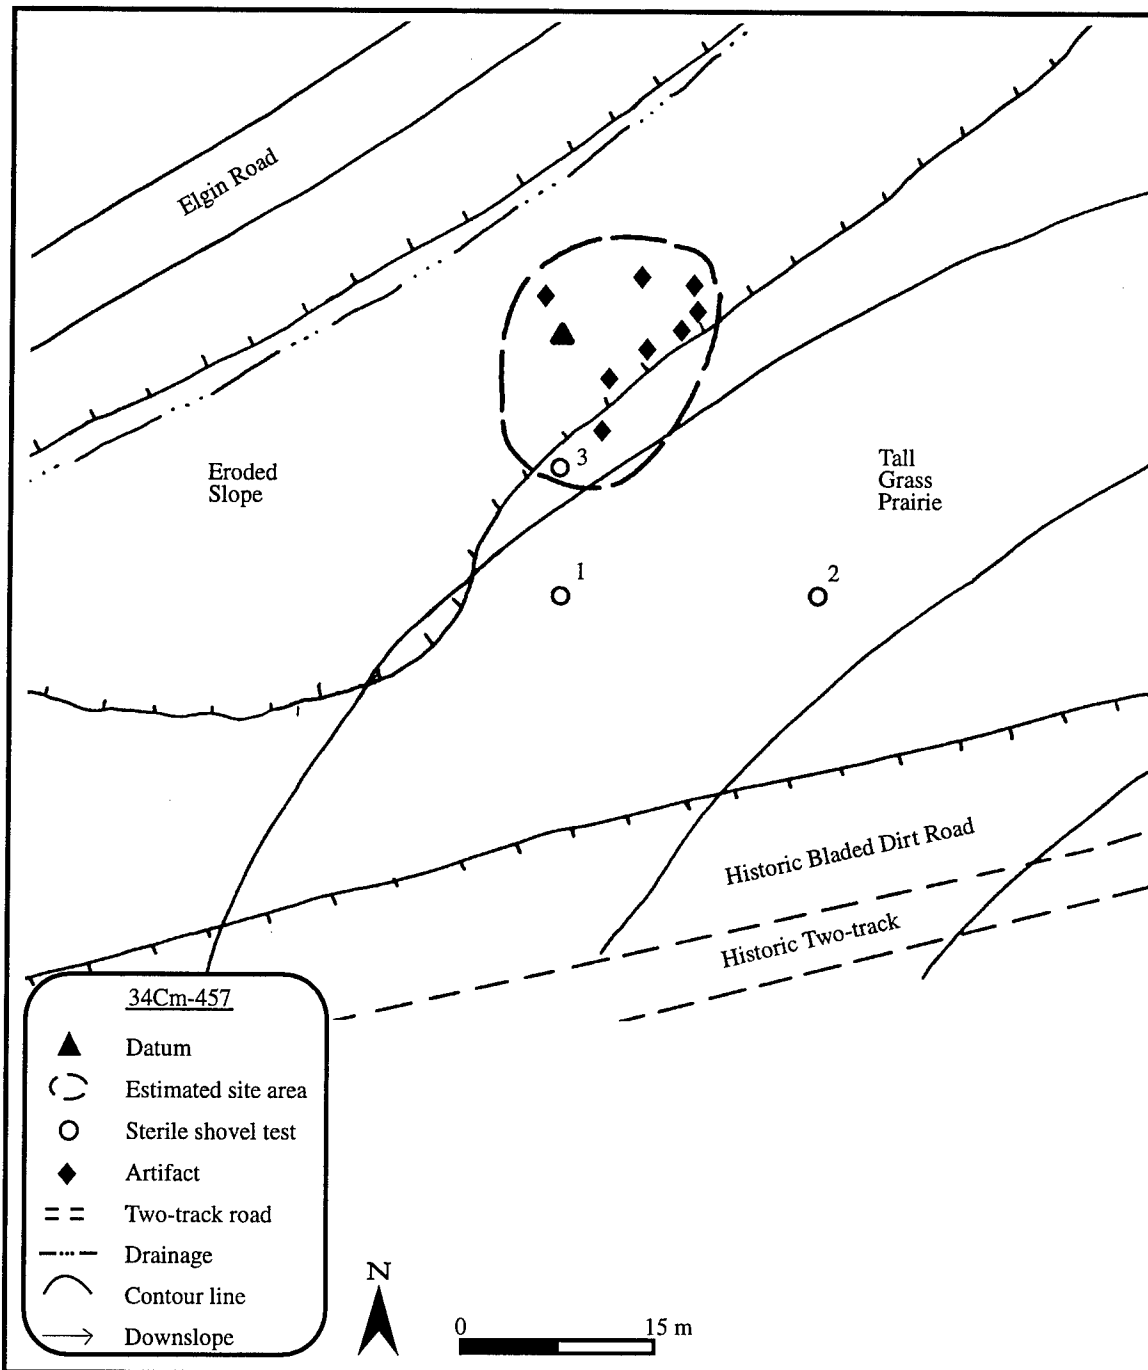 Elgin Road
Eroded
Slope
3
Tall
Grass
Prairie
1
2
Historic Bladed Dirt Road
Historic Two-track
34Cm-457
Datum
Estimated site area
Sterile shovel test
Artifact
Two-track road
Drainage
Contour line
Downslope
N
0 15 m